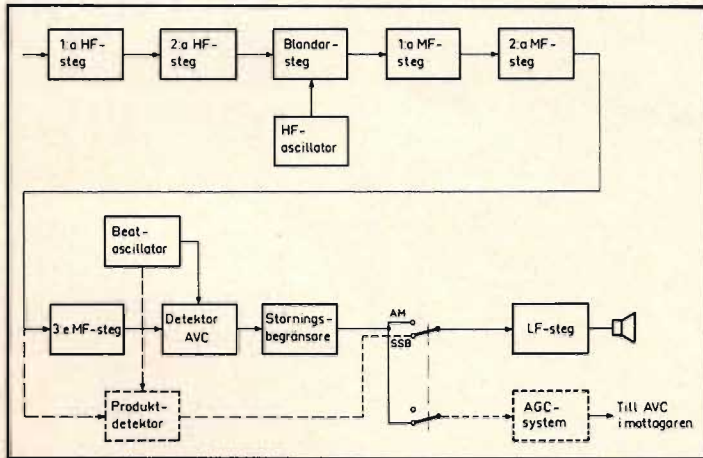 1:a HF-
steg
2:a HF-
steg
Blandar-
steg
1:a MF-
steg
2:a MF-
steg
HF-
oscillator
Beat-
oscillator
3:e MF-steg
Detektor
AVC
Störnings-
begränsare
AM
SSB
LF-steg
Produkt-
detektor
AGC-
system
Till AVC
i mottagaren